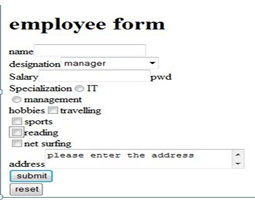 employee form
name
designation manager
Salary pwd
Specialization IT
management
hobbies travelling
sports
reading
net surfing
address please enter the address
submit
reset